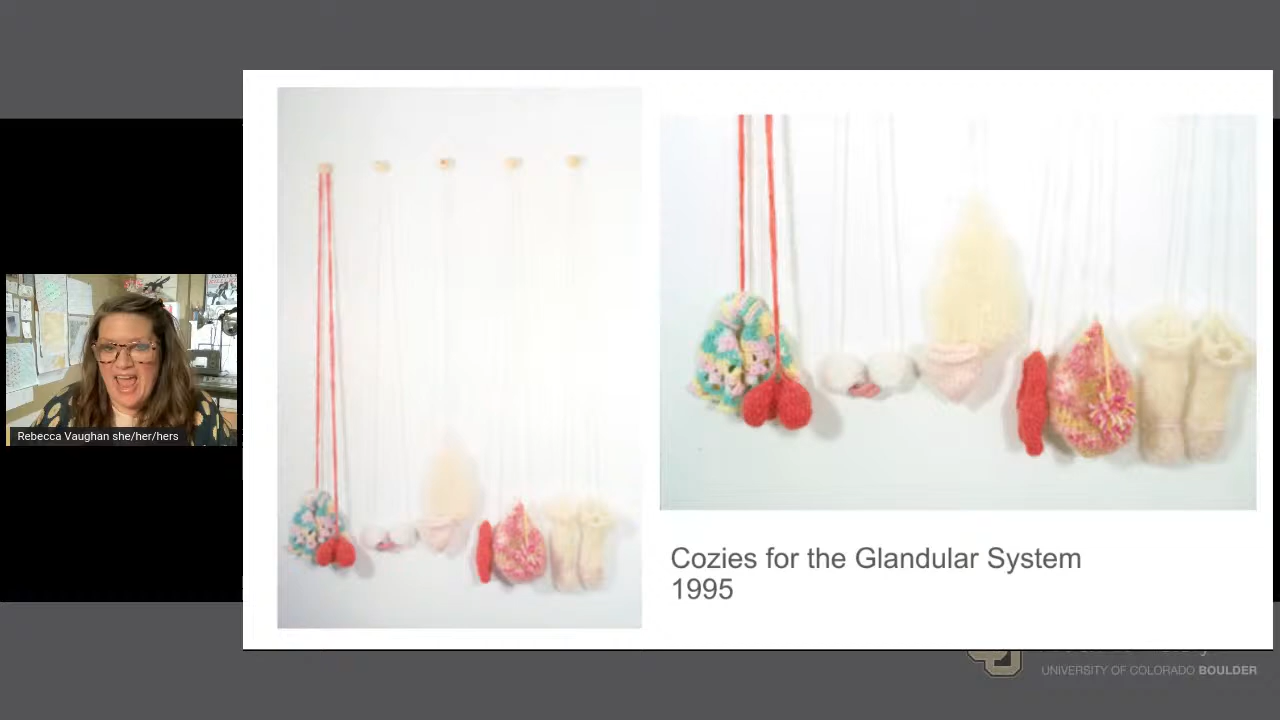 Rebecca Vaughan she/her/hers
Cozies for the Glandular System
1995
UNIVERSITY OF COLORADO BOULDER